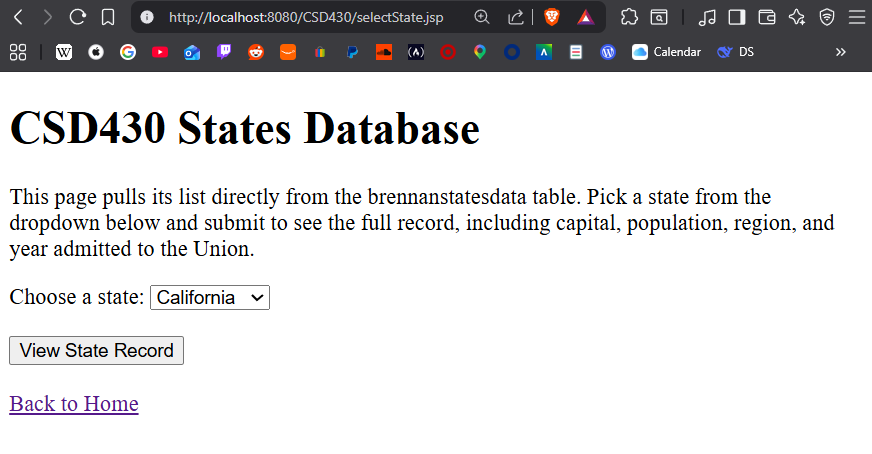 http://localhost:8080/CSD430/selectState.jsp
W
G
(A)
Calendar
DS
»
CSD430 States Database
This page pulls its list directly from the brennanstatesdata table. Pick a state from the
dropdown below and submit to see the full record, including capital, population, region, and
year admitted to the Union.
Choose a state: California
View State Record
Back to Home